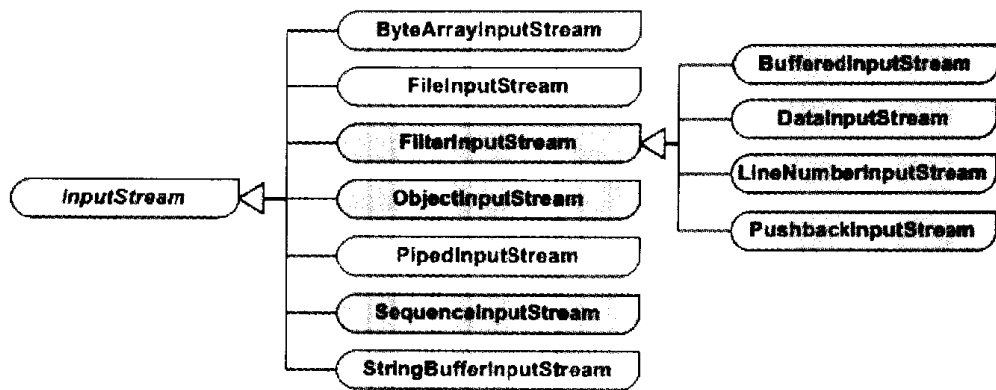 ByteArrayInputStream
FileInputStream
FilterInputStream
InputStream
ObjectInputStream
PipedInputStream
SequenceInputStream
StringBufferInputStream
BufferedInputStream
DataInputStream
LineNumberInputStream
PushbackInputStream